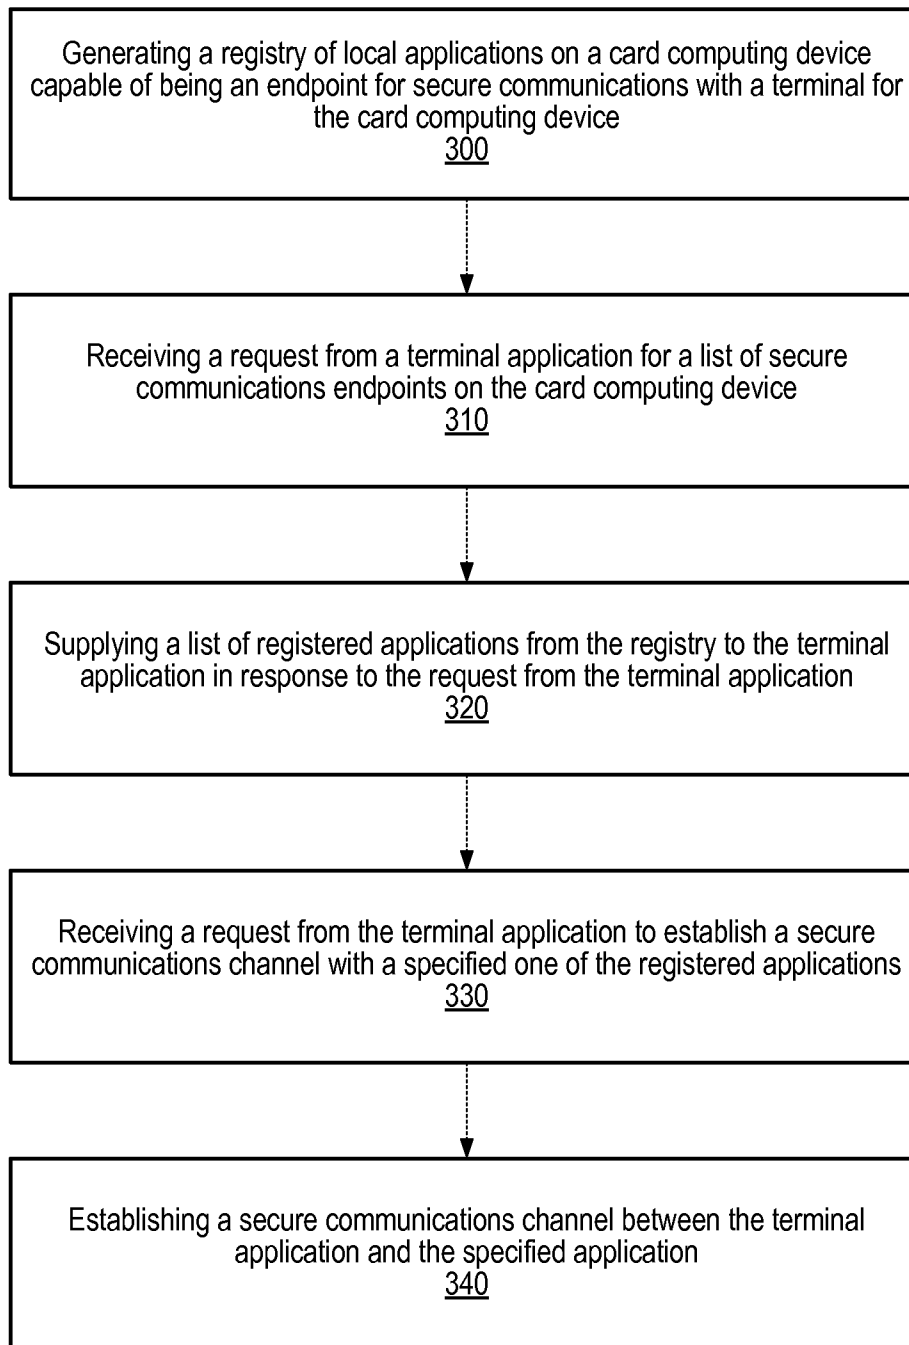 Generating a registry of local applications on a card computing device
capable of being an endpoint for secure communications with a terminal for
the card computing device
300
Receiving a request from a terminal application for a list of secure
communications endpoints on the card computing device
310
Supplying a list of registered applications from the registry to the terminal
application in response to the request from the terminal application
320
Receiving a request from the terminal application to establish a secure
communications channel with a specified one of the registered applications
330
Establishing a secure communications channel between the terminal
application and the specified application
340